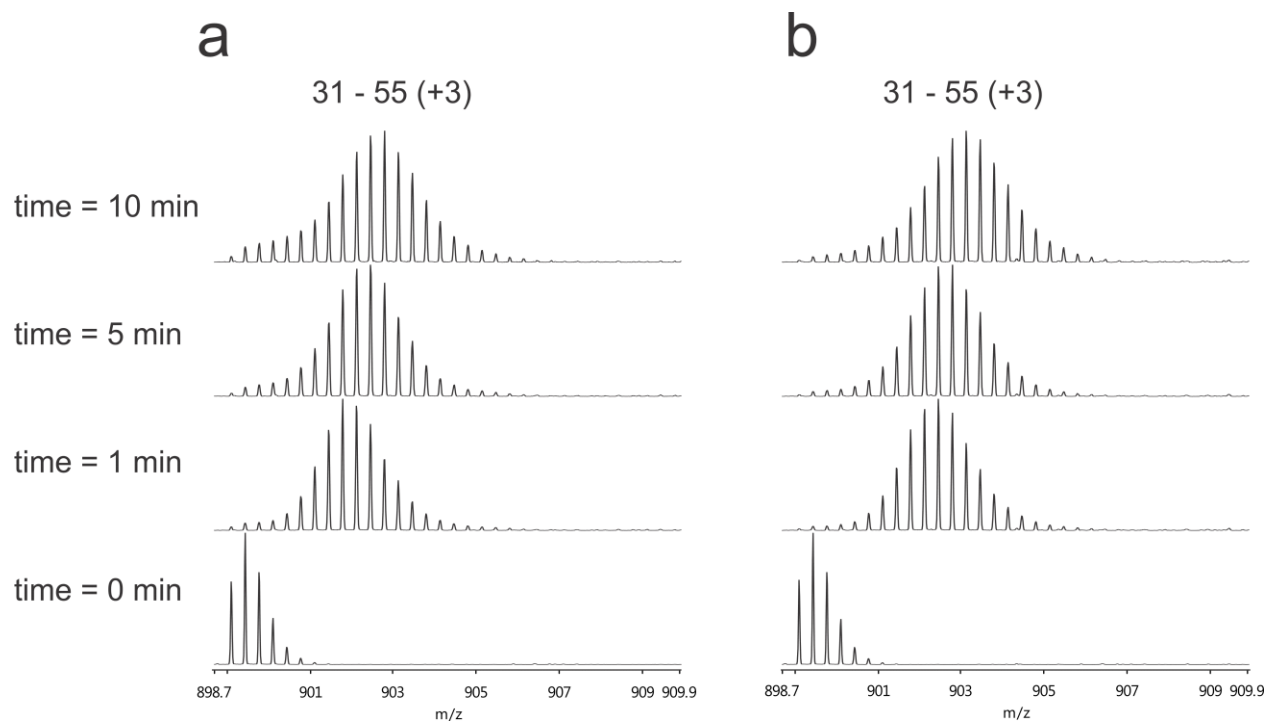 a
b
31 - 55 (+3)
31 - 55 (+3)
time = 10 min
time = 5 min
time = 1 min
time = 0 min
898.7 901 903 905 907 909 909.9
m/z
898.7 901 903 905 907 909 909.9
m/z